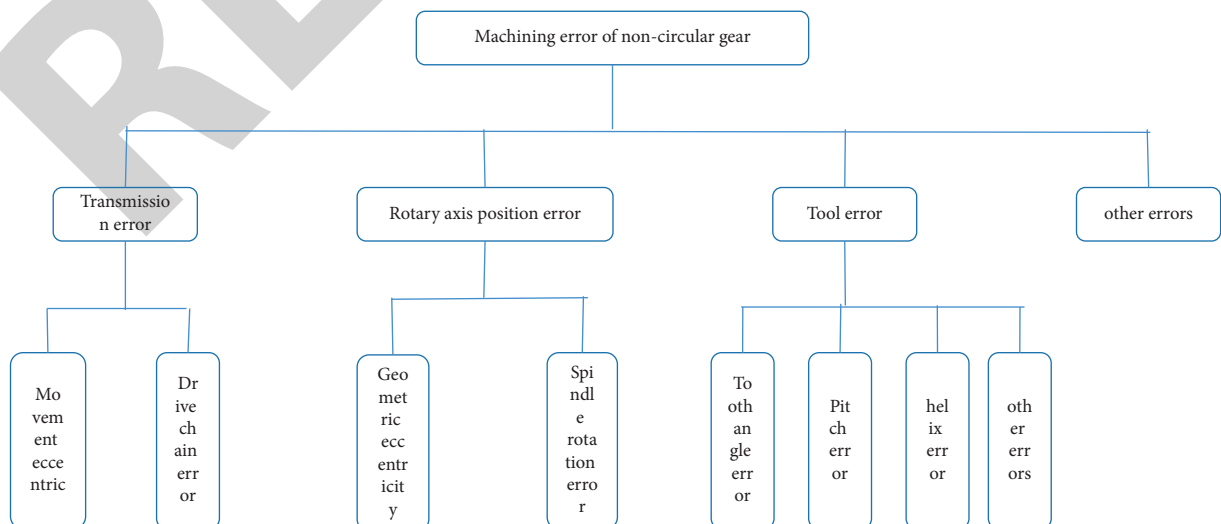 Machining error of non-circular gear
Transmissio
n error
Rotary axis position error
Tool error
other errors
Mo
vem
ent
ecce
ntric
Dr
ive
ch
ain
err
or
Geo
met
ric
ecc
entr
icit
y
Spi
ndl
e
rota
tion
erro
r
To
oth
an
gle
err
or
Pit
ch
err
or
hel
ix
err
or
oth
er
err
ors